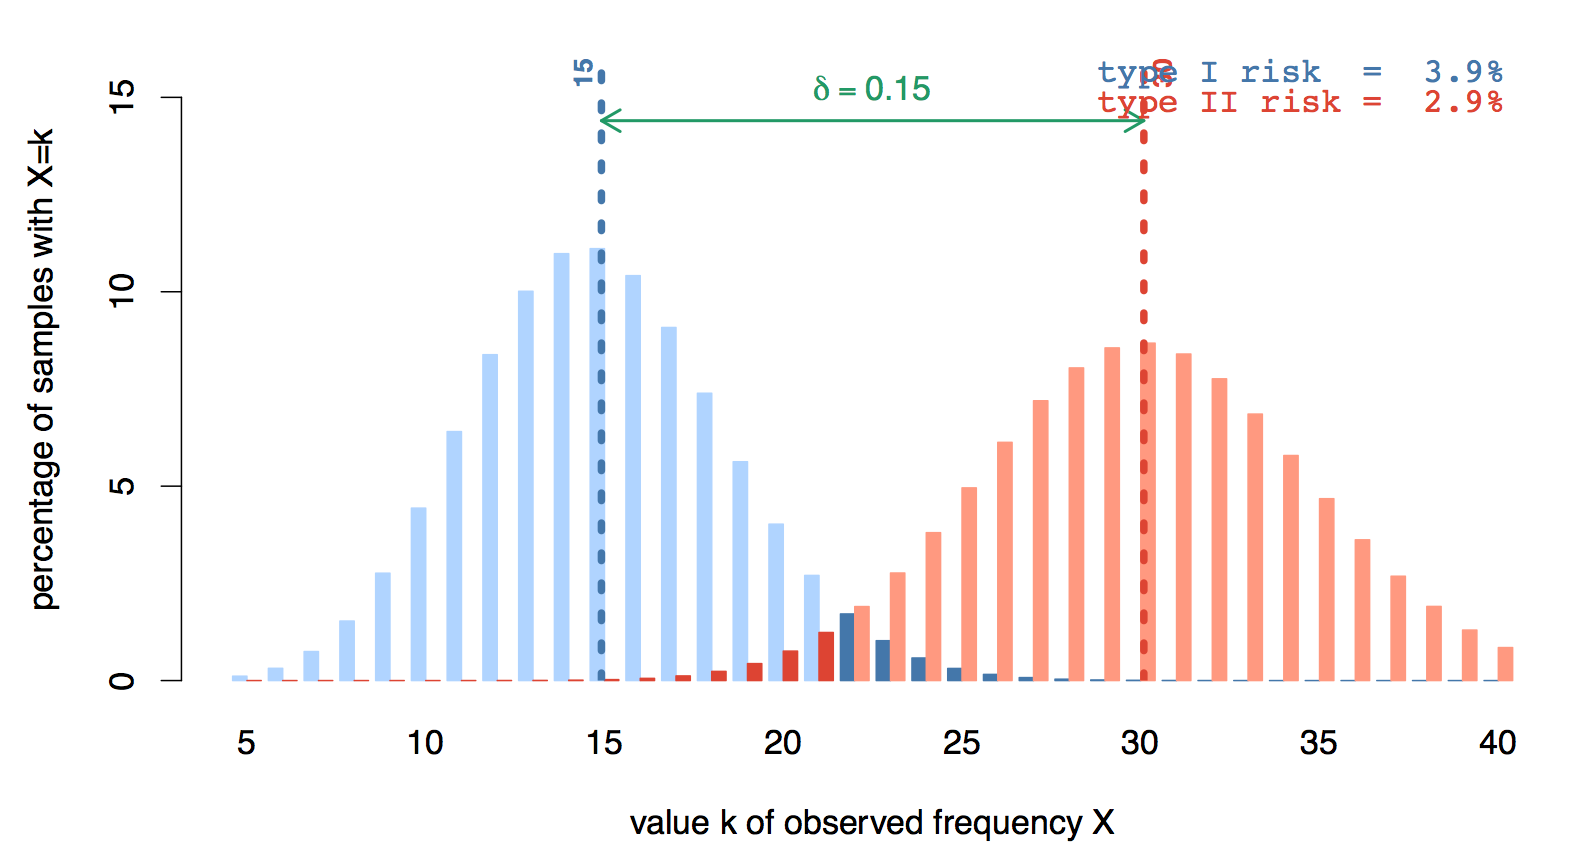 15
30
type I risk = 3.9%
type II risk = 2.9%
δ = 0.15
percentage of samples with X=k
15
10
5
0
5 10 15 20 25 30 35 40
value k of observed frequency X